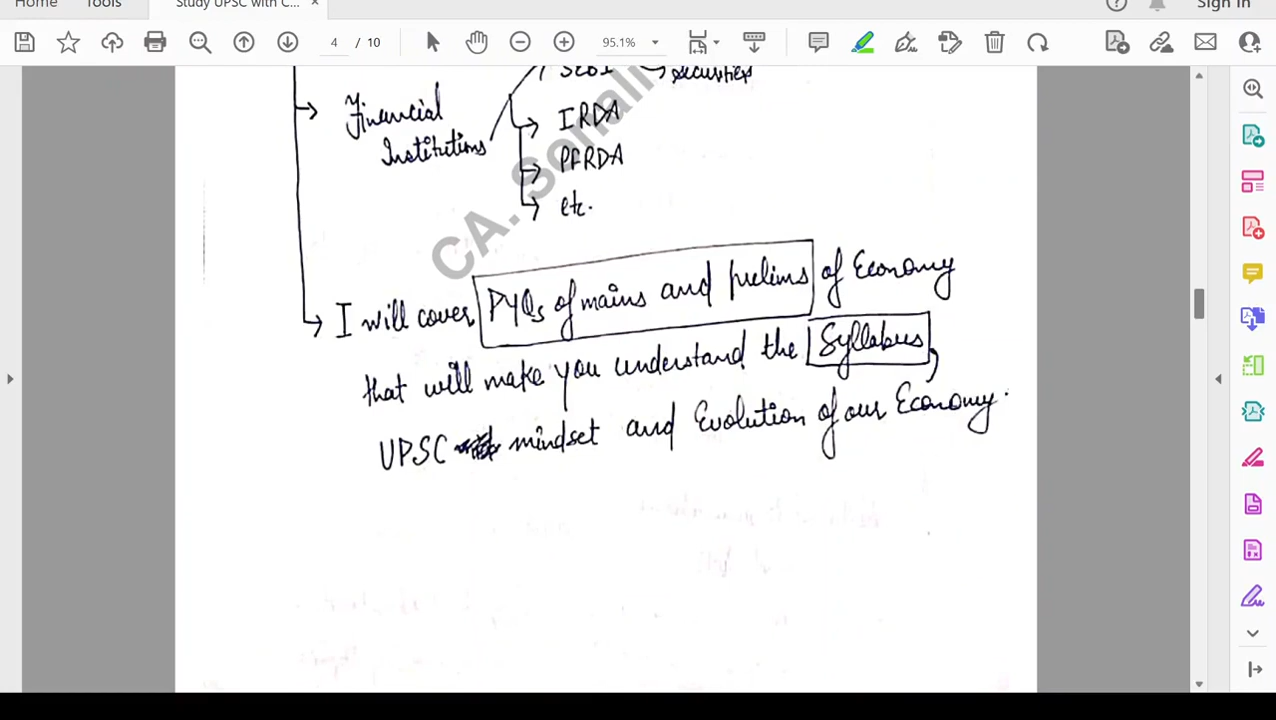 Home Tools Study UPSC with C... ×
Sign In
4 / 10 95.1%
SEBI → securities
Financial
Institutions
IRDA
PFRDA
etc.
CA. Sonali
I will cover PYQs of mains and prelims of Economy
that will make you understand the Syllabus,
UPSC mindset and Evolution of our Economy.